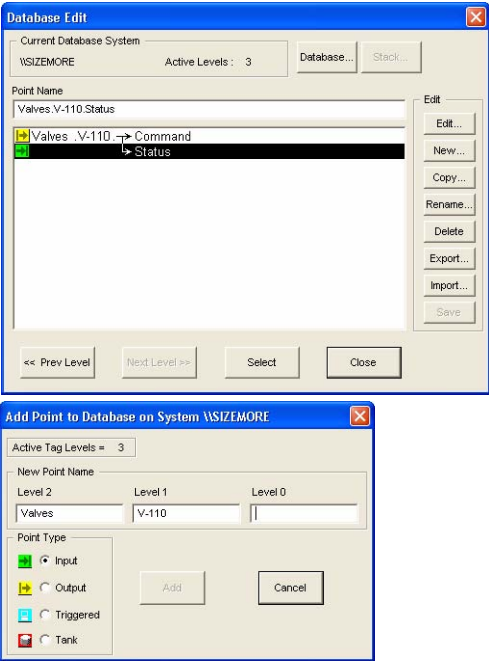 Database Edit
Current Database System
\\SIZEMORE Active Levels : 3
Database...
Stack...
Point Name
Valves.V-110.Status
Valves .V-110. Command
Status
Edit
Edit...
New...
Copy...
Rename...
Delete
Export...
Import...
Save
<< Prev Level
Next Level >>
Select
Close
Add Point to Database on System \\SIZEMORE
Active Tag Levels = 3
New Point Name
Level 2 Level 1 Level 0
Valves V-110
Point Type
Input
Output
Triggered
Tank
Add
Cancel